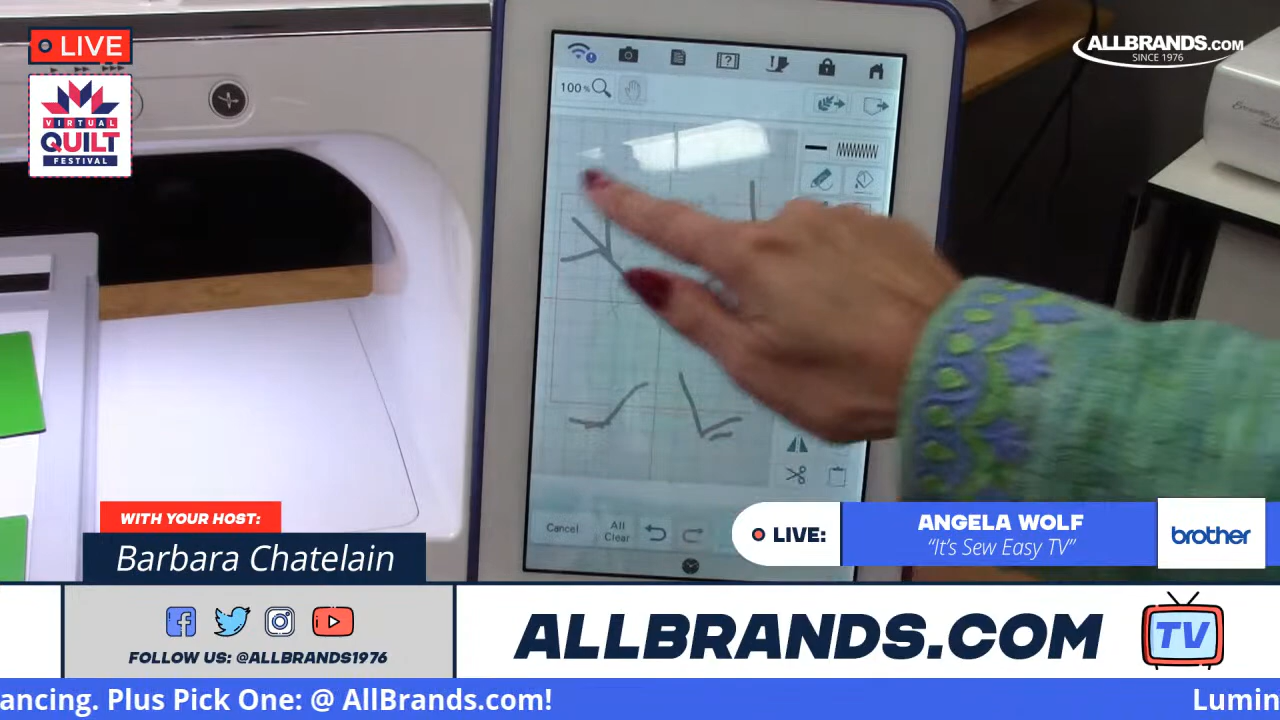 LIVE
VIRTUAL
QUILT
FESTIVAL
ALLBRANDS.COM
SINCE 1976
100%
Cancel
All
Clear
WITH YOUR HOST:
Barbara Chatelain
LIVE:
ANGELA WOLF
“It’s Sew Easy TV”
brother
FOLLOW US: @ALLBRANDS1976
ALLBRANDS.COM
TV
ancing. Plus Pick One: @ AllBrands.com!
Lumin